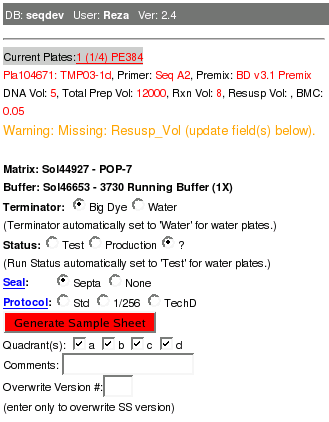 DB: seqdev User: Reza Ver: 2.4
Current Plates:1 (1/4) PE384
Pla104671: TMP03-1d, Primer: Seq A2, Premix: BD v3.1 Premix
DNA Vol: 5, Total Prep Vol: 12000, Rxn Vol: 8, Resusp Vol: , BMC:
0.05
Warning: Missing: Resusp_Vol (update field(s) below).
Matrix: Sol44927 - POP-7
Buffer: Sol46653 - 3730 Running Buffer (1X)
Terminator: Big Dye Water
(Terminator automatically set to 'Water' for water plates.)
Status: Test Production ?
(Run Status automatically set to 'Test' for water plates.)
Seal: Septa None
Protocol: Std 1/256 TechD
Generate Sample Sheet
Quadrant(s): a b c d
Comments:
Overwrite Version #:
(enter only to overwrite SS version)